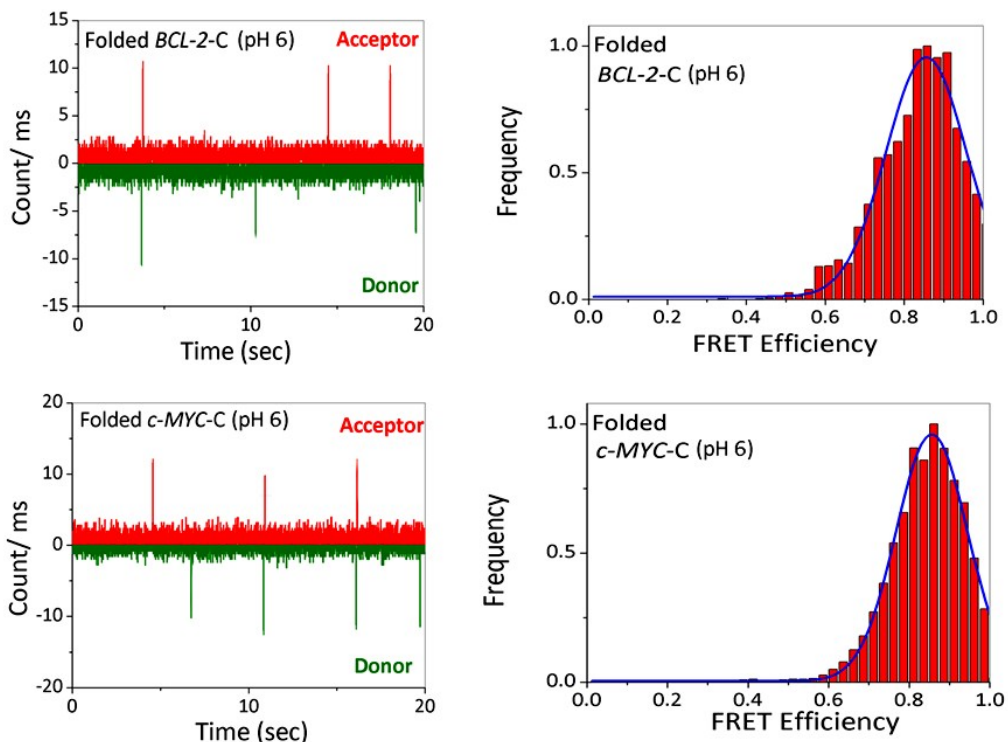 Folded BCL-2-C (pH 6)
Acceptor
15
10
5
0
-5
-10
-15
Count/ ms
Donor
0
10
20
Time (sec)
Folded
BCL-2-C (pH 6)
1.0
0.5
0.0
Frequency
0.0
0.2
0.4
0.6
0.8
1.0
FRET Efficiency
Folded c-MYC-C (pH 6)
Acceptor
20
10
0
-10
-20
Count/ ms
Donor
0
10
20
Time (sec)
Folded
c-MYC-C (pH 6)
1.0
0.5
0.0
Frequency
0.0
0.2
0.4
0.6
0.8
1.0
FRET Efficiency